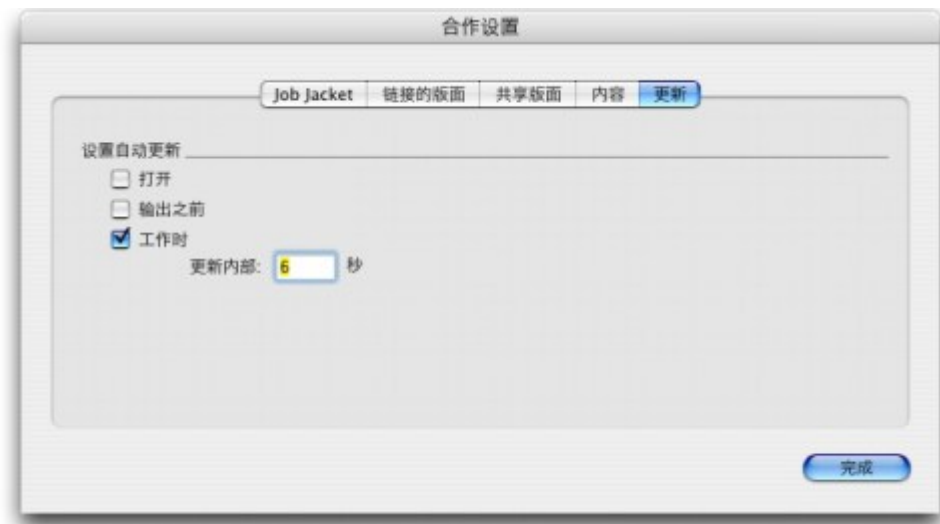 合作设置
Job Jacket 链接的版面 共享版面 内容 更新
设置自动更新
打开
输出之前
工作时
更新内部: 6 秒
完成